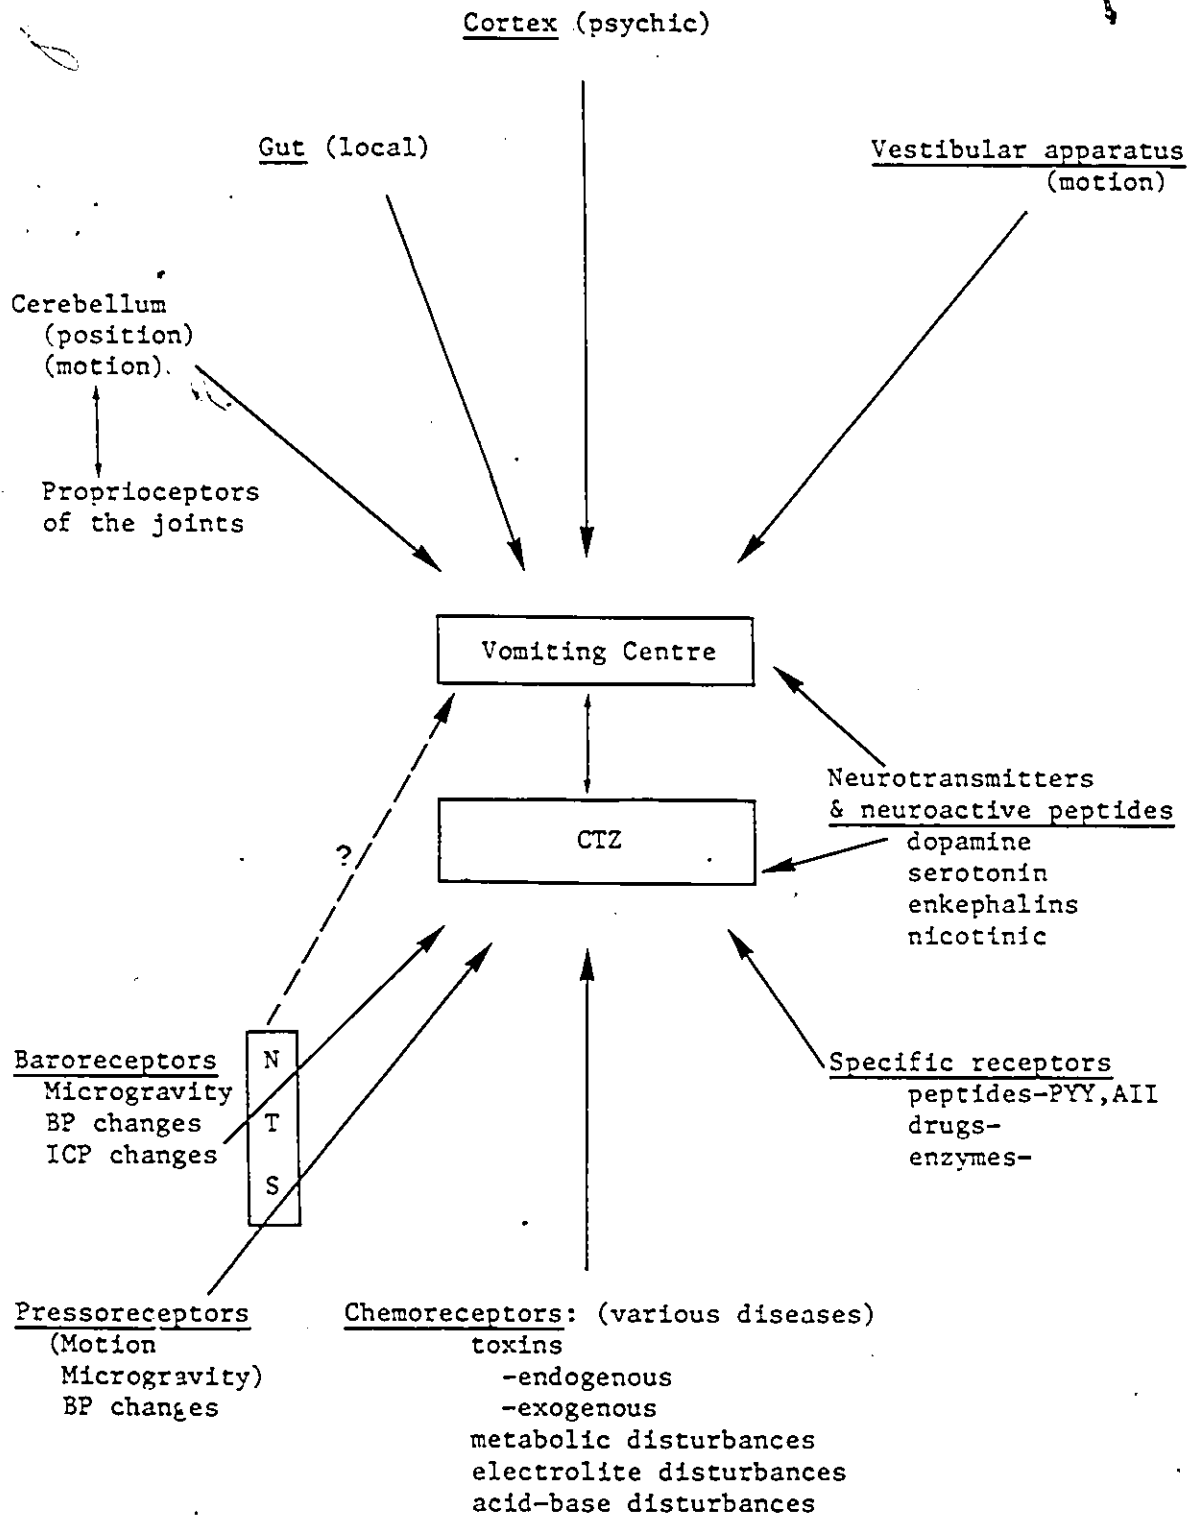 Cortex (psychic)
Gut (local)
Vestibular apparatus
(motion)
Cerebellum
(position)
(motion).
Proprioceptors
of the joints
Vomiting Centre
Neurotransmitters
& neuroactive peptides
dopamine
serotonin
enkephalins
nicotinic
CTZ
?
Baroreceptors
Microgravity
BP changes
ICP changes
N
T
S
Specific receptors
peptides-PYY,AII
drugs-
enzymes-
Pressoreceptors
(Motion
Microgravity)
BP changes
Chemoreceptors: (various diseases)
toxins
-endogenous
-exogenous
metabolic disturbances
electrolite disturbances
acid-base disturbances